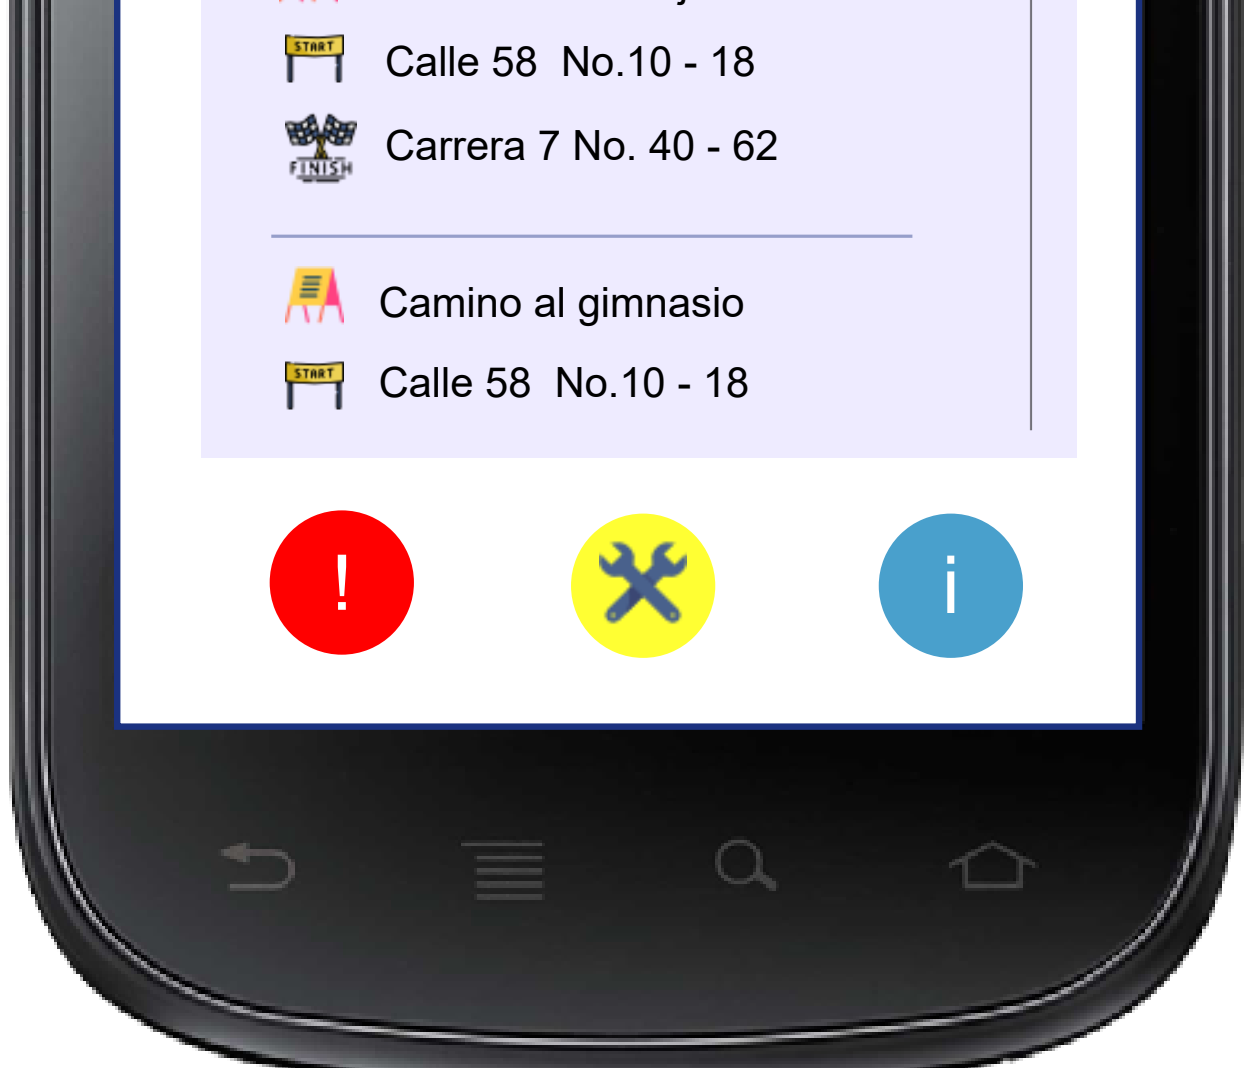 START
Calle 58 No.10 - 18
FINISH
Carrera 7 No. 40 - 62
Camino al gimnasio
START
Calle 58 No.10 - 18
!
i